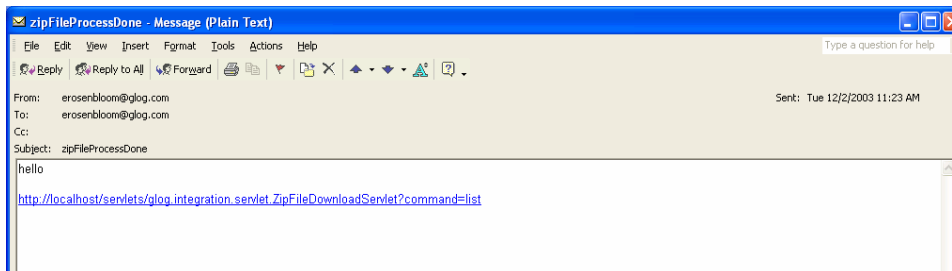 zipFileProcessDone - Message (Plain Text)
File Edit View Insert Format Tools Actions Help
Type a question for help
Reply Reply to All Forward
From: erosenbloom@glog.com
Sent: Tue 12/2/2003 11:23 AM
To: erosenbloom@glog.com
Cc:
Subject: zipFileProcessDone
hello
http://localhost/servlets/glog.integration.servlet.ZipFileDownloadServlet?command=list